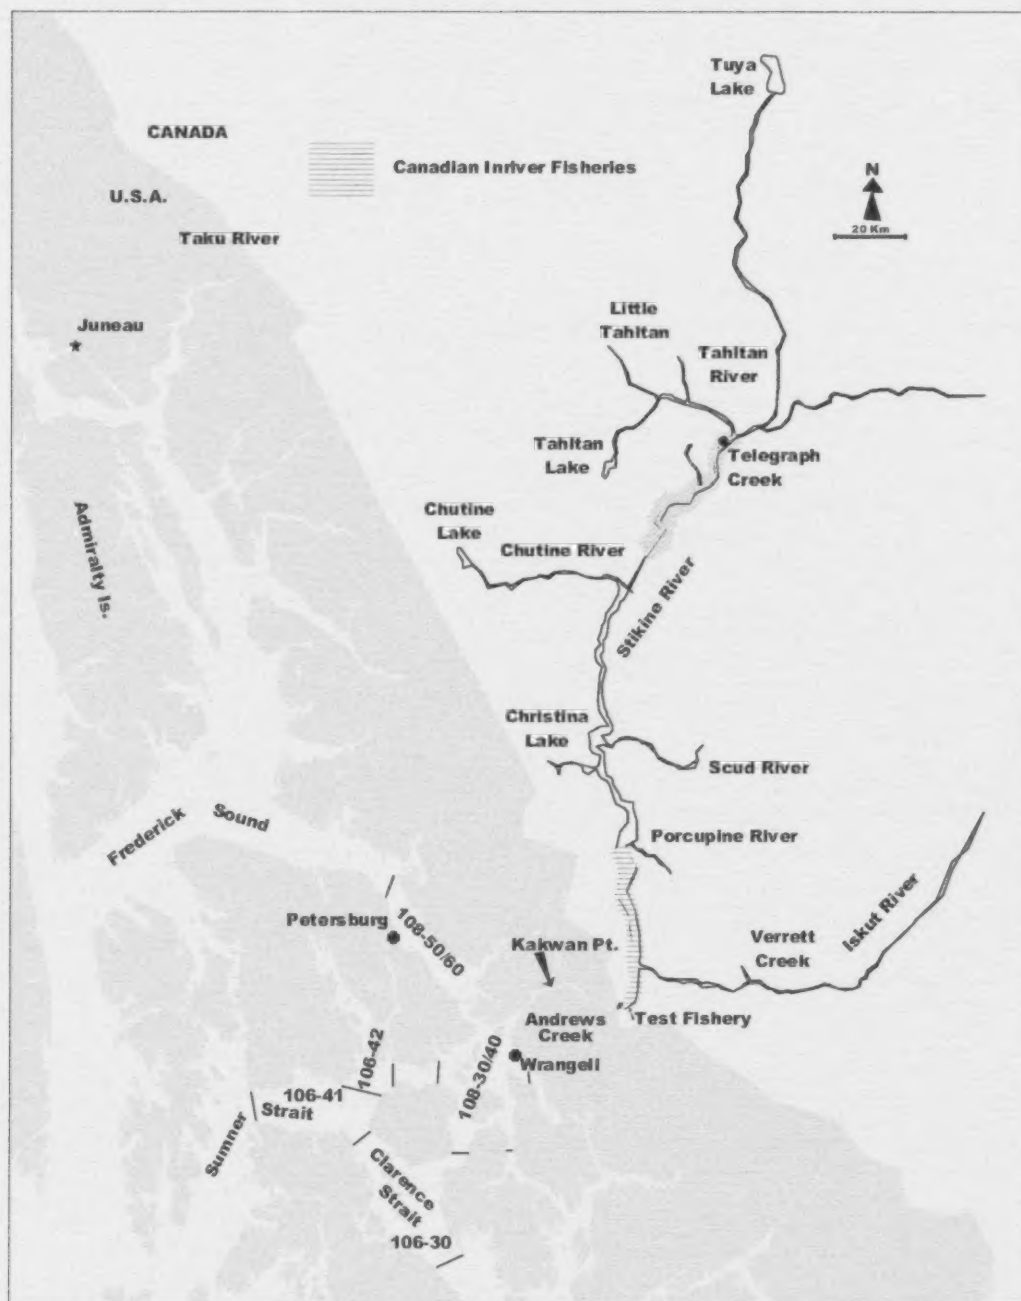 Tuya
Lake
CANADA
Canadian Inriver Fisheries
N
U.S.A.
20 Km
Taku River
Little
Tahltan
Juneau
Tahltan
River
Tahltan
Lake
Telegraph
Creek
Chutine
Lake
Chutine River
Admiralty Is.
Stikine River
Christina
Lake
Scud River
Frederick
Sound
Porcupine River
Petersburg
108-50/60
Kakwan Pt.
Verrett
Creek
Iskut River
Andrews
Creek
Test Fishery
106-42
Wrangell
108-30/40
106-41
Sumner
Strait
Clarence
Strait
106-30